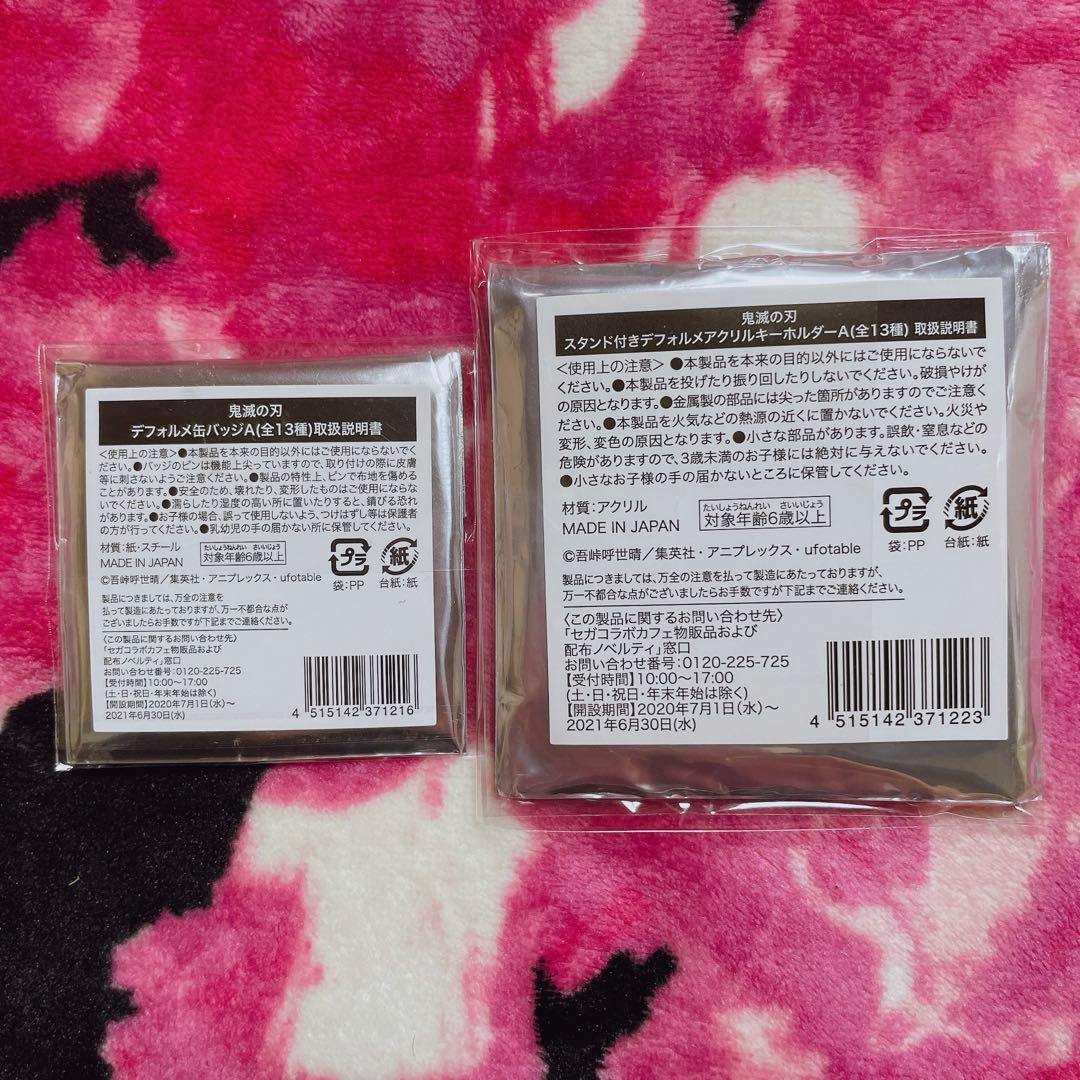 鬼滅の刃
デフォルメ缶バッジA(全13種)取扱説明書
＜使用上の注意＞●本製品を本来の目的以外にはご使用にならないでく
ださい。●バッジのピンは機能上尖っていますので、取り付けの際に皮膚
等に刺さないようご注意ください。●製品の特性上、ピンで布地を傷める
ことがあります。●安全のため、壊れたり、変形したものはご使用にならな
いでください。●濡らしたり湿度の高い所に置いたりすると、錆びる恐れ
があります。●お子様の場合、誤って使用しないよう、つけはずし等は保護者
の方が行ってください。●乳幼児の手の届かない所に保管してください。
材質:紙・スチール
MADE IN JAPAN
たいしょうねんれい さいいじょう
対象年齢6歳以上
プラ
袋:PP
紙
台紙:紙
©吾峠呼世晴／集英社・アニプレックス・ufotable
製品につきましては、万全の注意を
払って製造にあたっておりますが、万一不都合な点が
ございましたらお手数ですが下記までご連絡ください。
〈この製品に関するお問い合わせ先〉
「セガコラボカフェ物販品および
配布ノベルティ」窓口
お問い合わせ番号:0120-225-725
【受付時間】10:00～17:00
(土・日・祝日・年末年始は除く)
【開設期間】2020年7月1日(水)～
2021年6月30日(水)
4 515142 371216
鬼滅の刃
スタンド付きデフォルメアクリルキーホルダーA(全13種) 取扱説明書
＜使用上の注意＞ ●本製品を本来の目的以外にはご使用にならないで
ください。●本製品を投げたり振り回したりしないでください。破損やけが
の原因となります。●金属製の部品には尖った箇所がありますのでご注意く
ださい。●本製品を火気などの熱源の近くに置かないでください。火災や
変形、変色の原因となります。●小さな部品があります。誤飲・窒息などの
危険がありますので、3歳未満のお子様には絶対に与えないでください。
●小さなお子様の手の届かないところに保管してください。
材質:アクリル
MADE IN JAPAN
たいしょうねんれい さいいじょう
対象年齢6歳以上
プラ
袋:PP
紙
台紙:紙
©吾峠呼世晴／集英社・アニプレックス・ufotable
製品につきましては、万全の注意を払って製造にあたっておりますが、
万一不都合な点がございましたらお手数ですが下記までご連絡ください。
〈この製品に関するお問い合わせ先〉
「セガコラボカフェ物販品および
配布ノベルティ」窓口
お問い合わせ番号:0120-225-725
【受付時間】10:00～17:00
(土・日・祝日・年末年始は除く)
【開設期間】2020年7月1日(水)～
2021年6月30日(水)
4 515142 371223